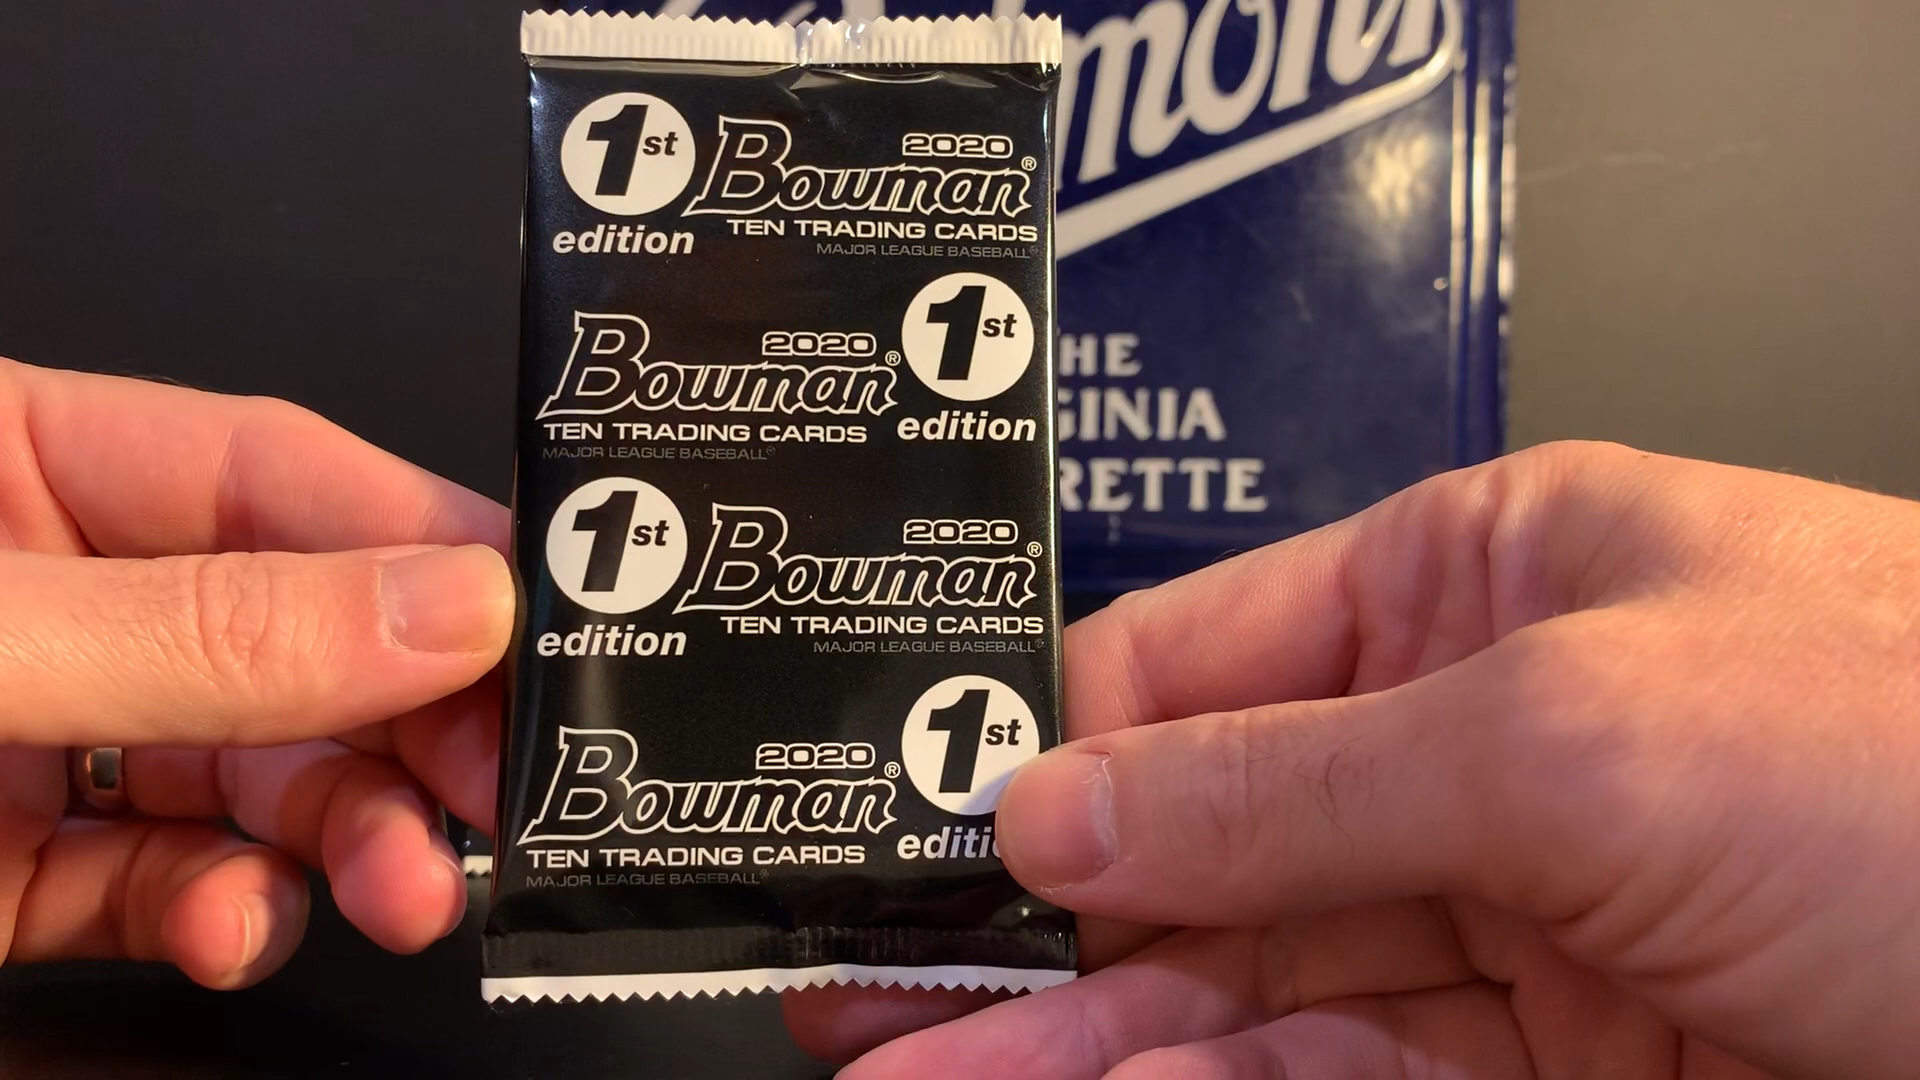 1st
edition
2020
Bowman®
TEN TRADING CARDS
MAJOR LEAGUE BASEBALL®
2020
Bowman®
TEN TRADING CARDS
MAJOR LEAGUE BASEBALL®
1st
edition
1st
edition
2020
Bowman®
TEN TRADING CARDS
MAJOR LEAGUE BASEBALL®
2020
Bowman®
TEN TRADING CARDS
MAJOR LEAGUE BASEBALL®
1st
editi
mont
HE
GINIA
RETTE